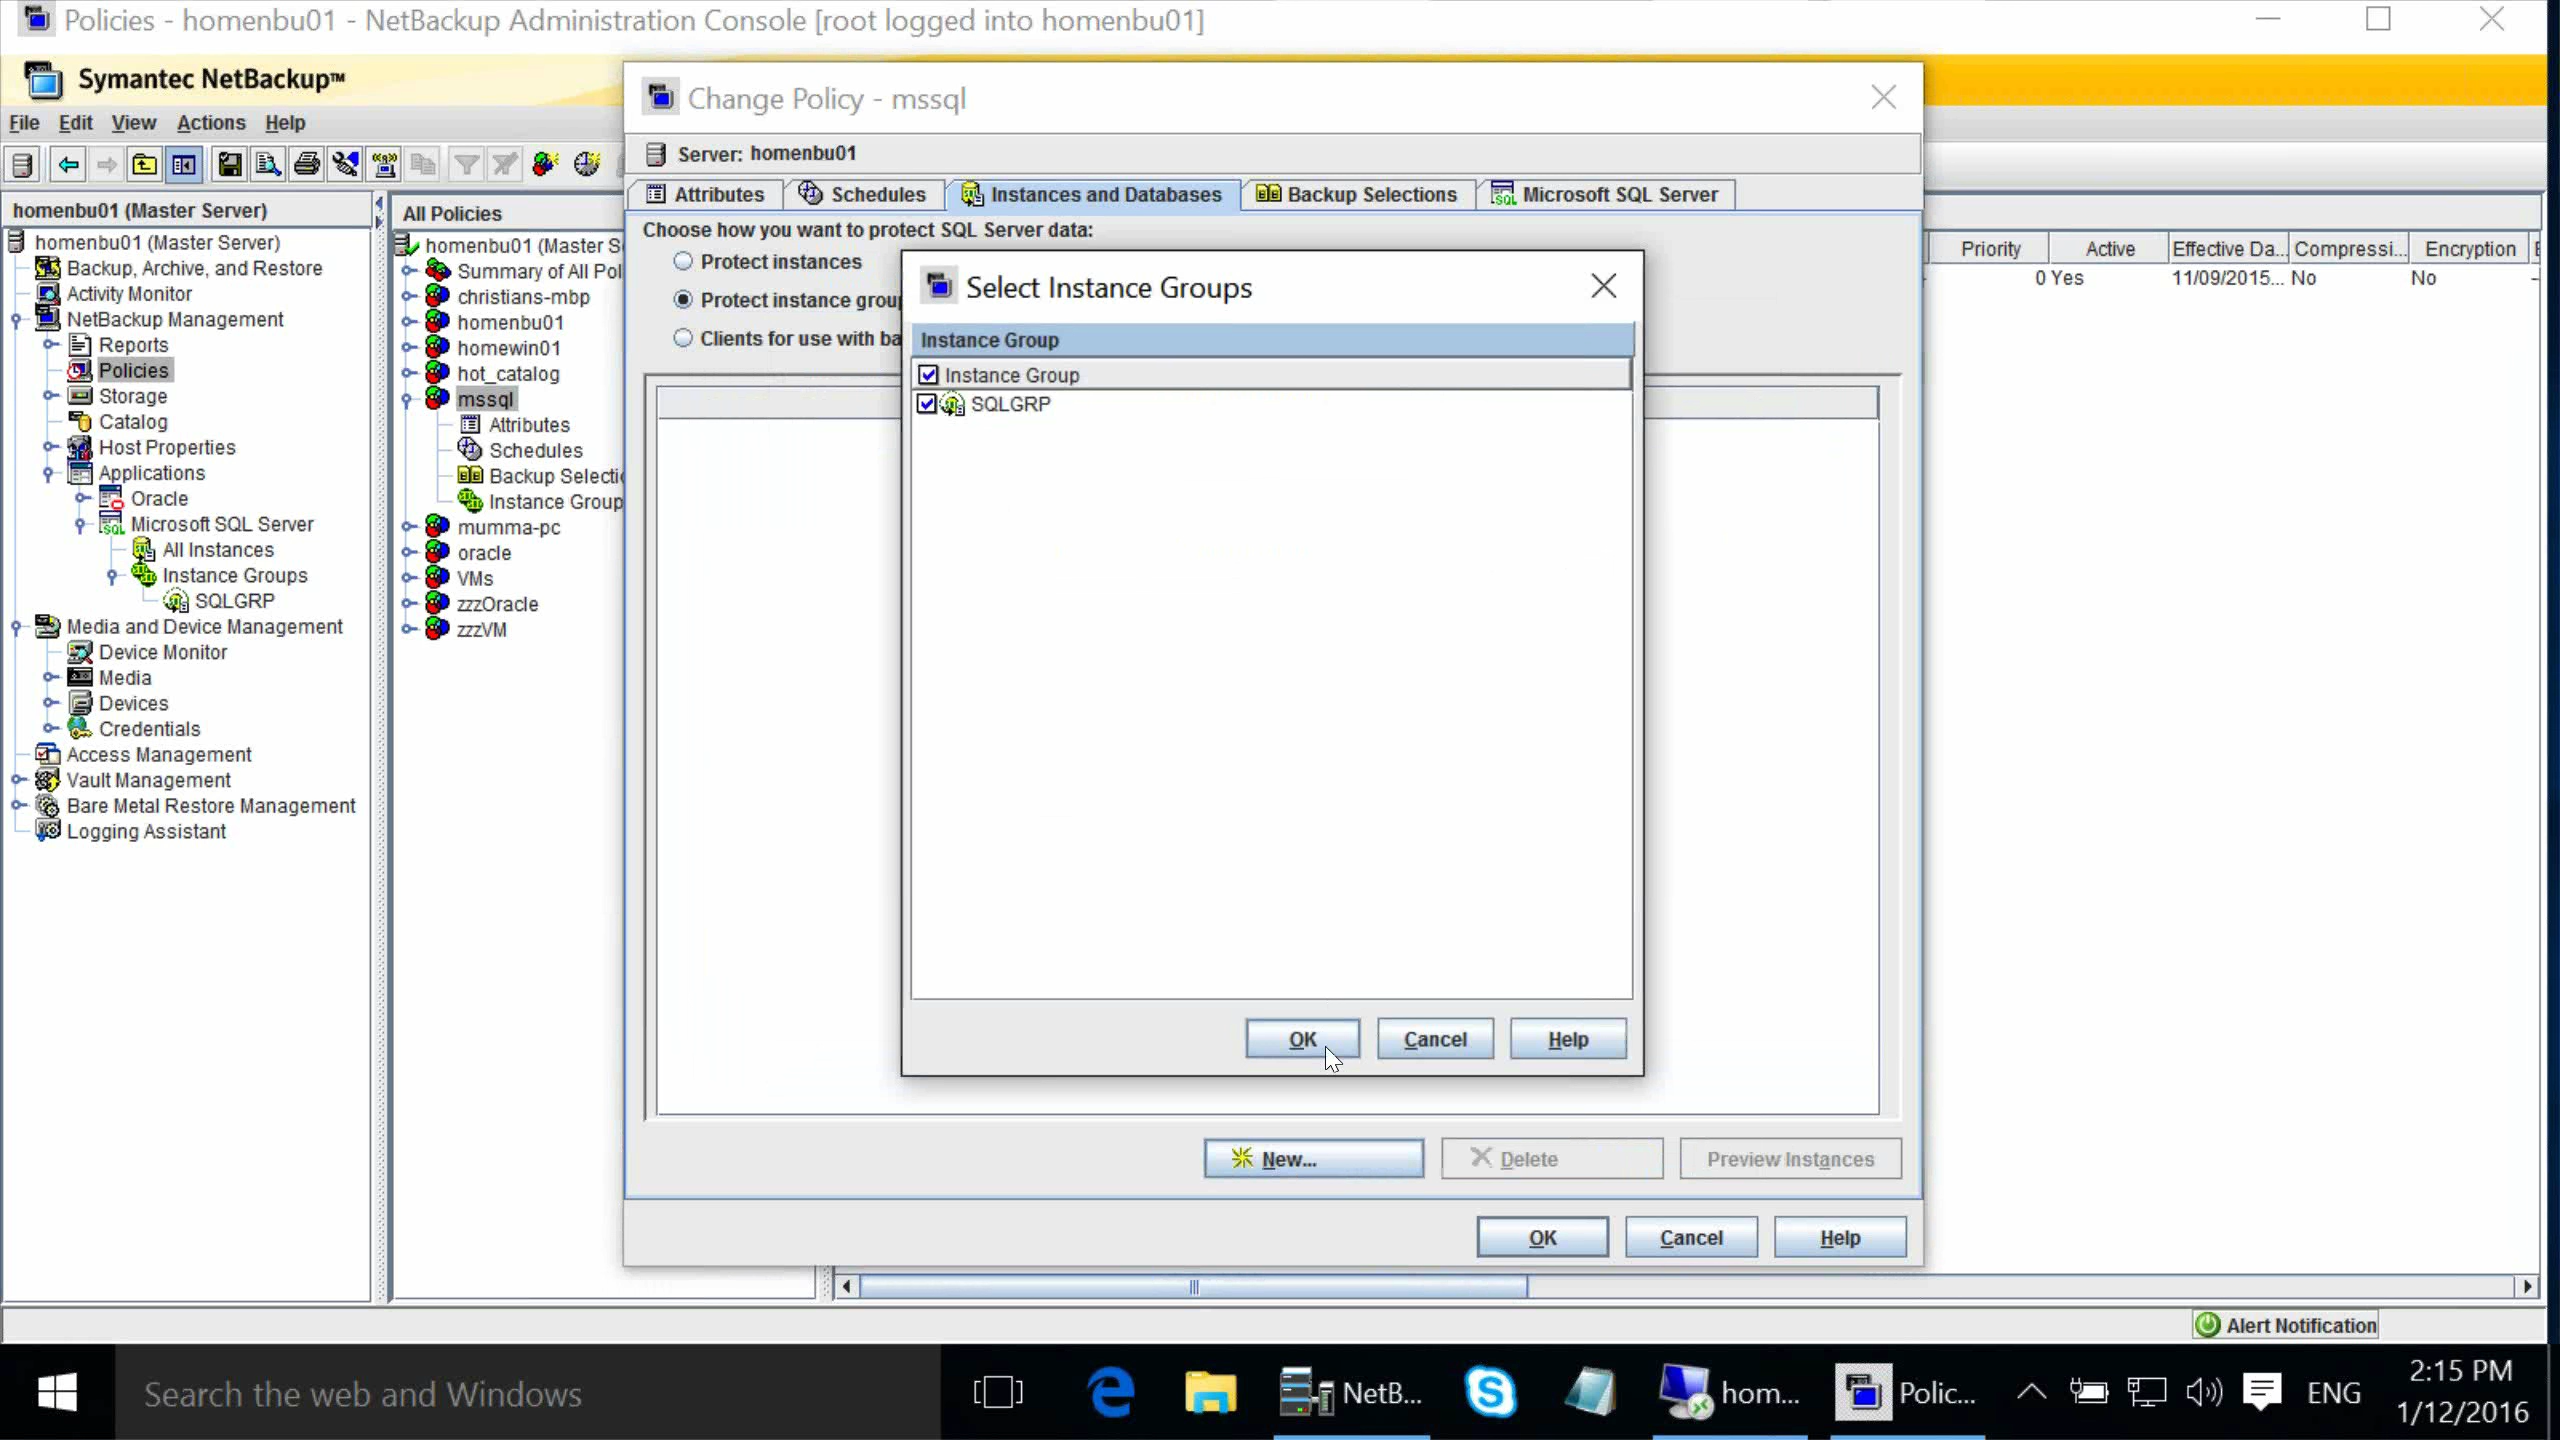 Policies - homenbu01 - NetBackup Administration Console [root logged into homenbu01]
Symantec NetBackup™
File Edit View Actions Help
homenbu01 (Master Server)
homenbu01 (Master Server)
Backup, Archive, and Restore
Activity Monitor
NetBackup Management
Reports
Policies
Storage
Catalog
Host Properties
Applications
Oracle
Microsoft SQL Server
All Instances
Instance Groups
SQLGRP
Media and Device Management
Device Monitor
Media
Devices
Credentials
Access Management
Vault Management
Bare Metal Restore Management
Logging Assistant
All Policies
homenbu01 (Master S
Summary of All Pol
christians-mbp
homenbu01
homewin01
hot_catalog
mssql
Attributes
Schedules
Backup Selecti
Instance Group
mumma-pc
oracle
VMs
zzzOracle
zzzVM
Change Policy - mssql
Server: homenbu01
Attributes Schedules Instances and Databases Backup Selections Microsoft SQL Server
Choose how you want to protect SQL Server data:
Protect instances
Protect instance grou
Clients for use with ba
Select Instance Groups
Instance Group
Instance Group
SQLGRP
OK Cancel Help
New... Delete Preview Instances
OK Cancel Help
Priority Active Effective Da... Compressi... Encryption
0 Yes 11/09/2015... No No
Alert Notification
Search the web and Windows
NetB... hom... Polic... ENG
2:15 PM
1/12/2016